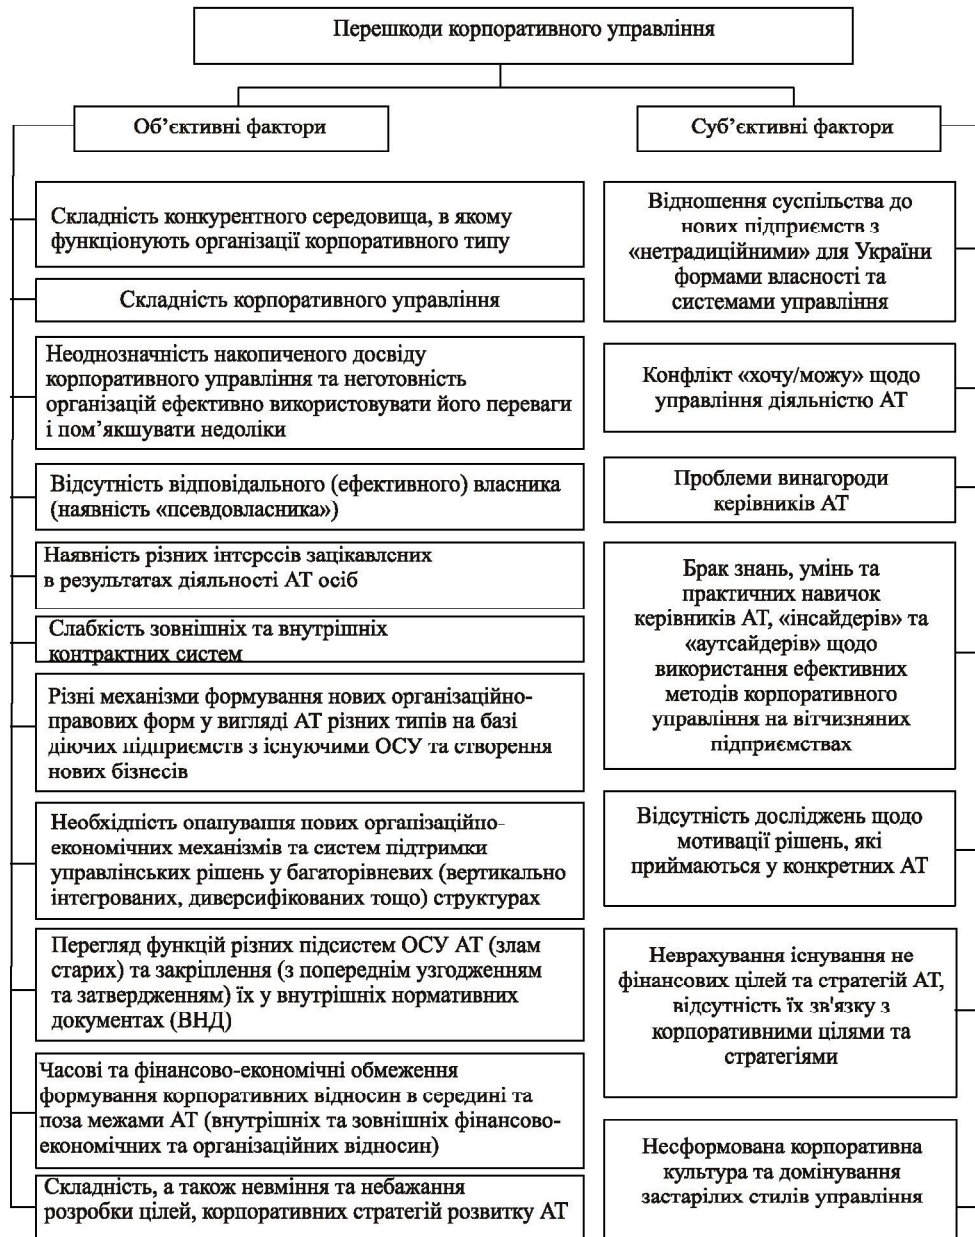 Перешкоди корпоративного управління
Об’єктивні фактори
Складність конкурентного середовища, в якому
функціонують організації корпоративного типу
Складність корпоративного управління
Неоднозначність накопиченого досвіду
корпоративного управління та неготовність
організацій ефективно використовувати його переваги
і пом’якшувати недоліки
Відсутність відповідального (ефективного) власника
(наявність «псевдовласника»)
Наявність різних інтересів зацікавлених
в результатах діяльності АТ осіб
Слабкість зовнішніх та внутрішніх
контрактних систем
Різні механізми формування нових організаційно-
правових форм у вигляді АТ різних типів на базі
діючих підприємств з існуючими ОСУ та створення
нових бізнесів
Необхідність опанування нових організаційно-
економічних механізмів та систем підтримки
управлінських рішень у багаторівневих (вертикально
інтегрованих, диверсифікованих тощо) структурах
Перегляд функцій різних підсистем ОСУ АТ (злам
старих) та закріплення (з попереднім узгодженням
та затвердженням) їх у внутрішніх нормативних
документах (ВНД)
Часові та фінансово-економічні обмеження
формування корпоративних відносин в середині та
поза межами АТ (внутрішніх та зовнішніх фінансово-
економічних та організаційних відносин)
Складність, а також невміння та небажання
розробки цілей, корпоративних стратегій розвитку АТ
Суб’єктивні фактори
Відношення суспільства до
нових підприємств з
«нетрадиційними» для України
формами власності та
системами управління
Конфлікт «хочу/можу» щодо
управління діяльністю АТ
Проблеми винагороди
керівників АТ
Брак знань, умінь та
практичних навичок
керівників АТ, «інсайдерів» та
«аутсайдерів» щодо
використання ефективних
методів корпоративного
управління на вітчизняних
підприємствах
Відсутність досліджень щодо
мотивації рішень, які
приймаються у конкретних АТ
Неврахування існування не
фінансових цілей та стратегій АТ,
відсутність їх зв'язку з
корпоративними цілями та
стратегіями
Несформована корпоративна
культура та домінування
застарілих стилів управління